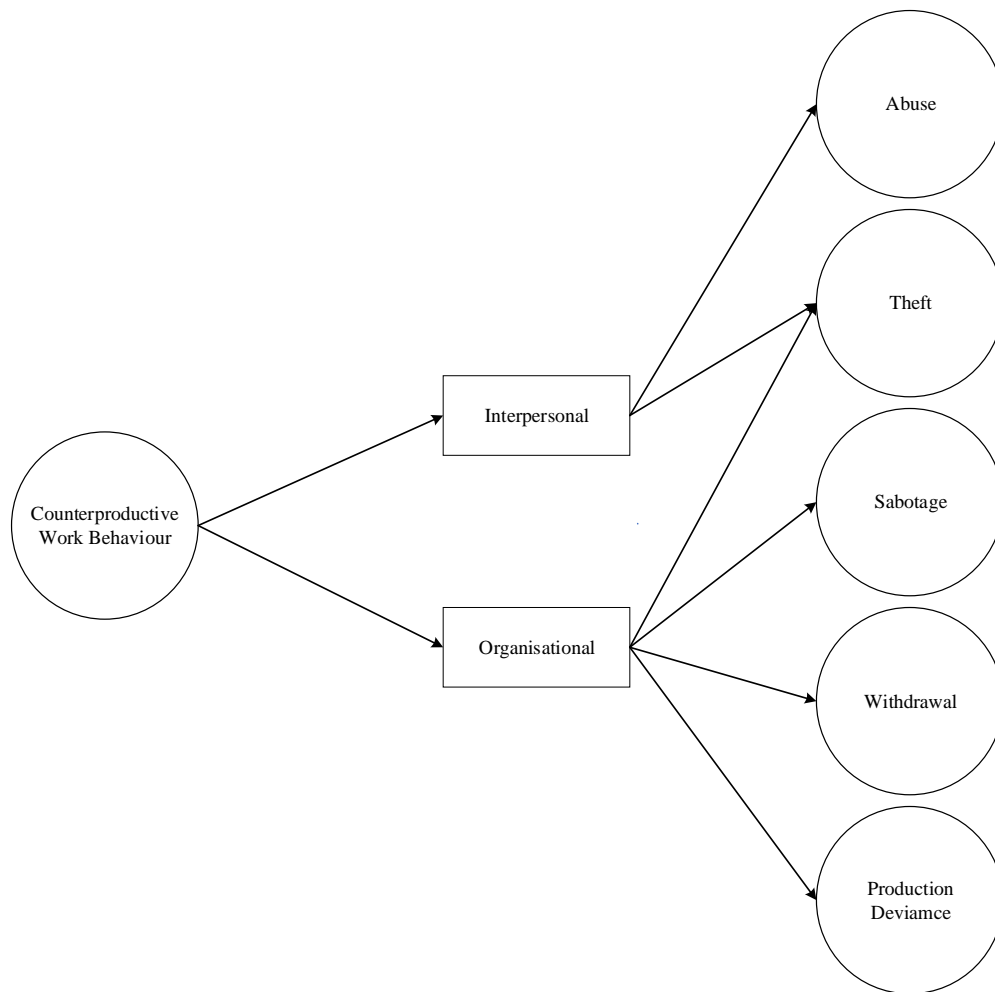 Abuse
Theft
Interpersonal
Sabotage
Counterproductive
Work Behaviour
Organisational
Withdrawal
Production
Deviamce